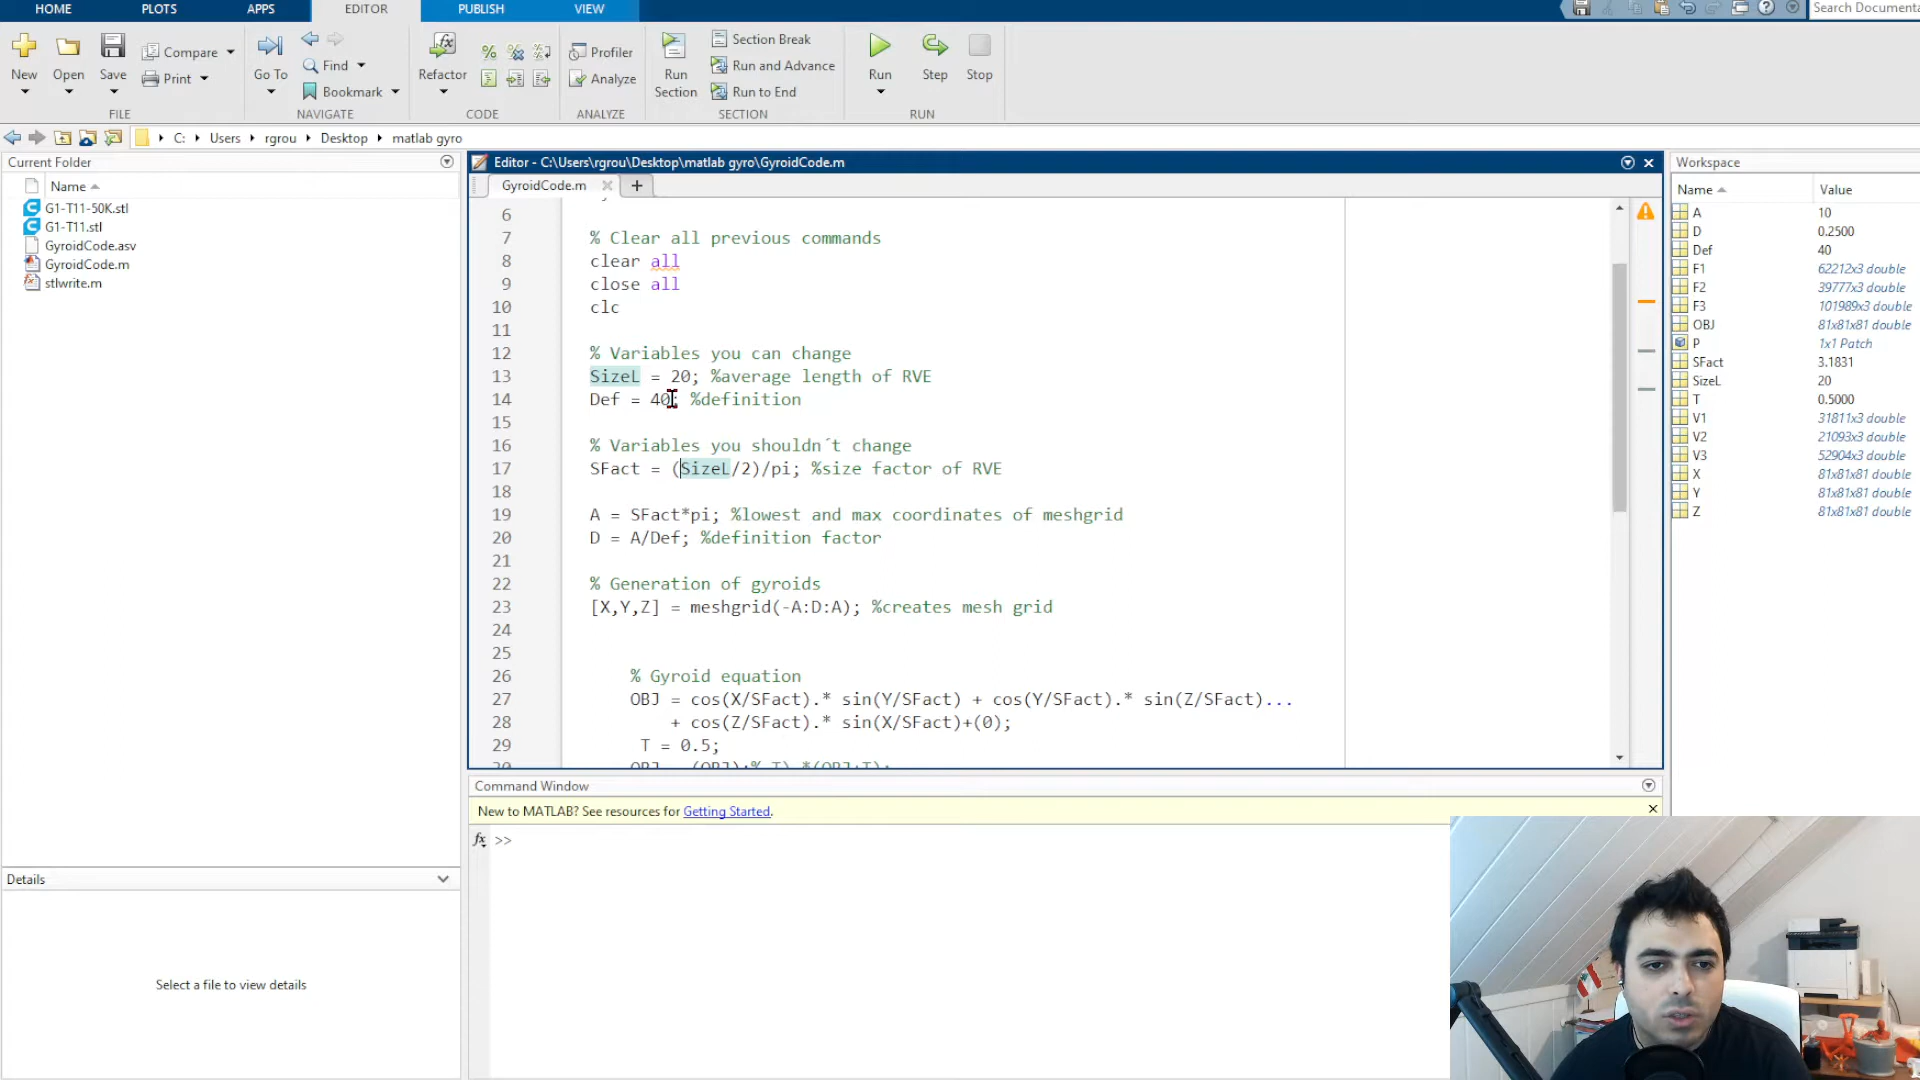 HOME PLOTS APPS EDITOR PUBLISH VIEW
New Open Save Compare Print
FILE
Go To Find Bookmark
NAVIGATE
Refactor
CODE
Profiler Analyze
ANALYZE
Run Section Section Break Run and Advance Run to End
SECTION
Run Step Stop
RUN
Search Documenta
C: Users rgrou Desktop matlab gyro
Current Folder
Name
G1-T11-50K.stl
G1-T11.stl
GyroidCode.asv
GyroidCode.m
stlwrite.m
Details
Select a file to view details
Editor - C:\Users\rgrou\Desktop\matlab gyro\GyroidCode.m
GyroidCode.m
6
7 % Clear all previous commands
8 clear all
9 close all
10 clc
11
12 % Variables you can change
13 SizeL = 20; %average length of RVE
14 Def = 40; %definition
15
16 % Variables you shouldn´t change
17 SFact = (SizeL/2)/pi; %size factor of RVE
18
19 A = SFact*pi; %lowest and max coordinates of meshgrid
20 D = A/Def; %definition factor
21
22 % Generation of gyroids
23 [X,Y,Z] = meshgrid(-A:D:A); %creates mesh grid
24
25
26 % Gyroid equation
27 OBJ = cos(X/SFact).* sin(Y/SFact) + cos(Y/SFact).* sin(Z/SFact)...
28 + cos(Z/SFact).* sin(X/SFact)+(0);
29 T = 0.5;
Command Window
New to MATLAB? See resources for Getting Started.
fx >>
Workspace
Name Value
A 10
D 0.2500
Def 40
F1 62212x3 double
F2 39777x3 double
F3 101989x3 double
OBJ 81x81x81 double
P 1x1 Patch
SFact 3.1831
SizeL 20
T 0.5000
V1 31811x3 double
V2 21093x3 double
V3 52904x3 double
X 81x81x81 double
Y 81x81x81 double
Z 81x81x81 double